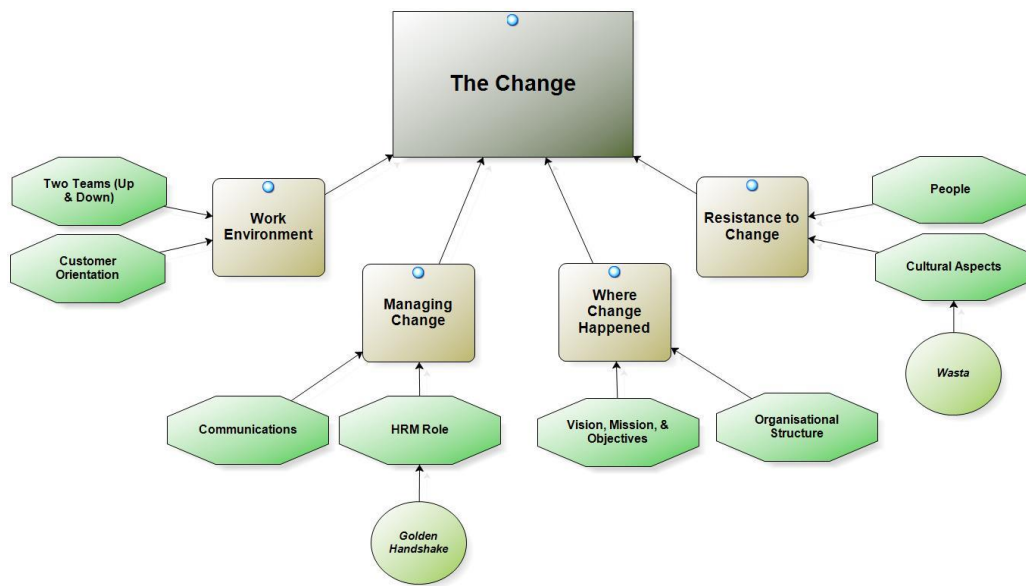 The Change
Two Teams (Up
& Down)
Work
Environment
Customer
Orientation
Resistance to
Change
People
Cultural Aspects
Managing
Change
Where
Change
Happened
Wasta
Communications
HRM Role
Vision, Mission, &
Objectives
Organisational
Structure
Golden
Handshake